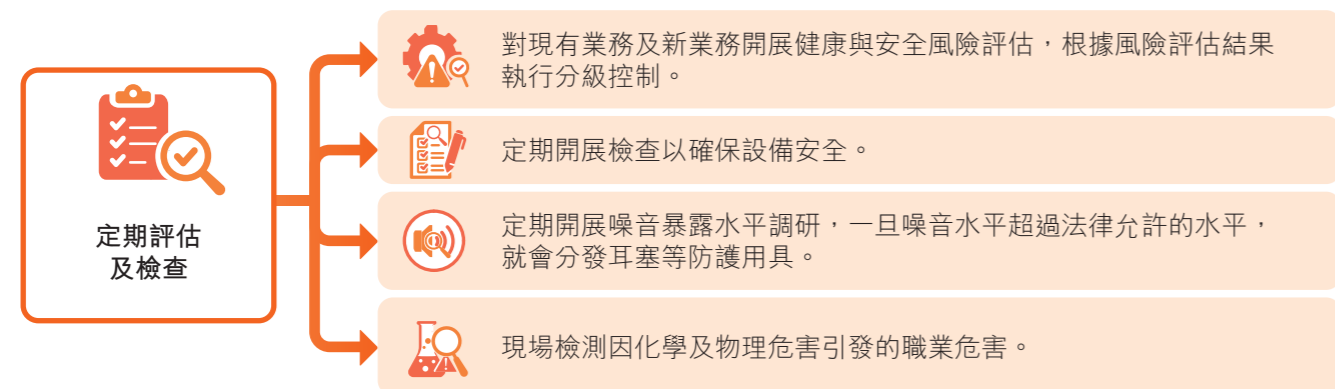 對現有業務及新業務開展健康與安全風險評估，根據風險評估結果
執行分級控制。
定期開展檢查以確保設備安全。
定期評估
及檢查
定期開展噪音暴露水平調研，一旦噪音水平超過法律允許的水平，
就會分發耳塞等防護用具。
現場檢測因化學及物理危害引發的職業危害。